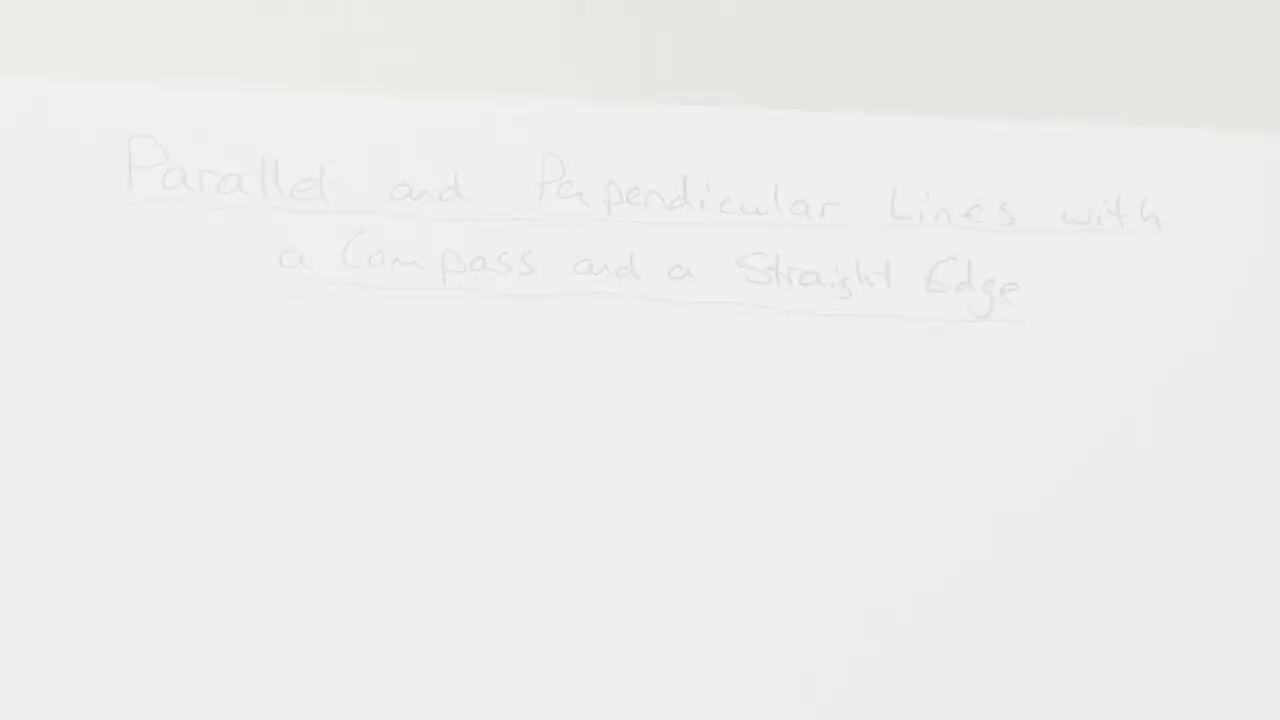 Parallel and Perpendicular Lines with
a Compass and a Straight Edge